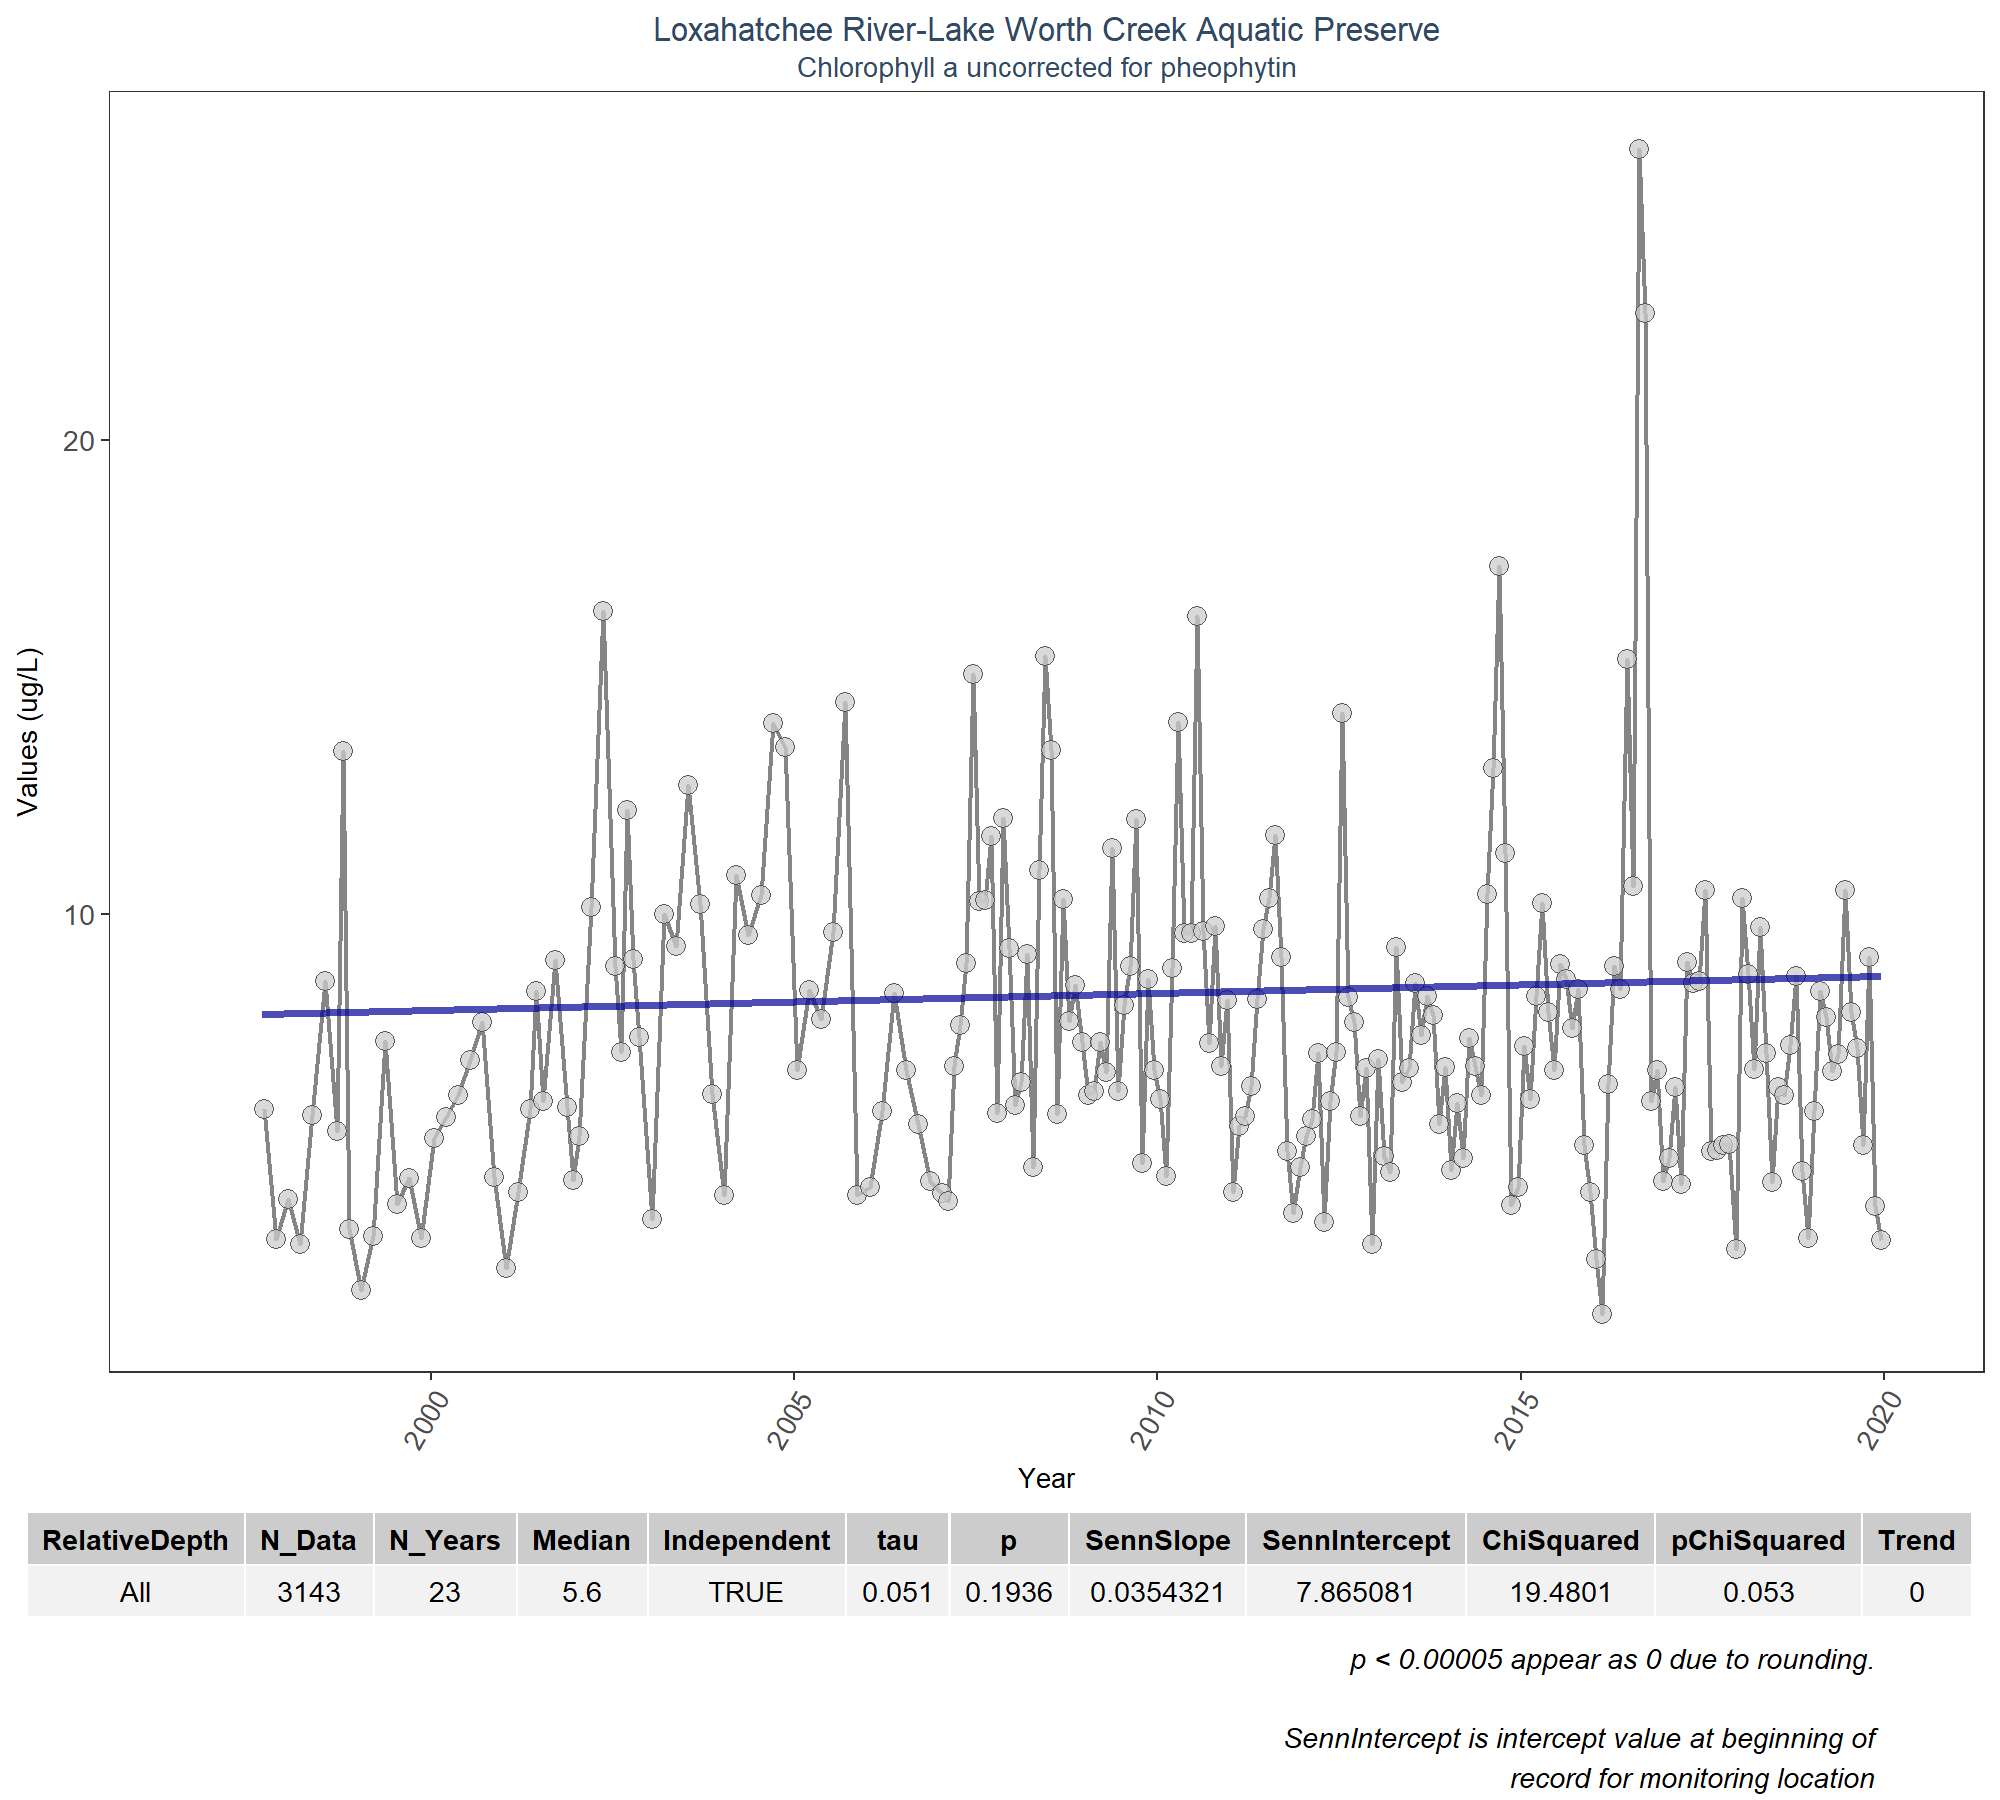 Loxahatchee River-Lake Worth Creek Aquatic Preserve
Chlorophyll a uncorrected for pheophytin
Values (ug/L)
20
10
2000
2005
2010
2015
2020
Year
RelativeDepth N_Data N_Years Median Independent tau p SennSlope SennIntercept ChiSquared pChiSquared Trend
All 3143 23 5.6 TRUE 0.051 0.1936 0.0354321 7.865081 19.4801 0.053 0
p < 0.00005 appear as 0 due to rounding.
SennIntercept is intercept value at beginning of
record for monitoring location